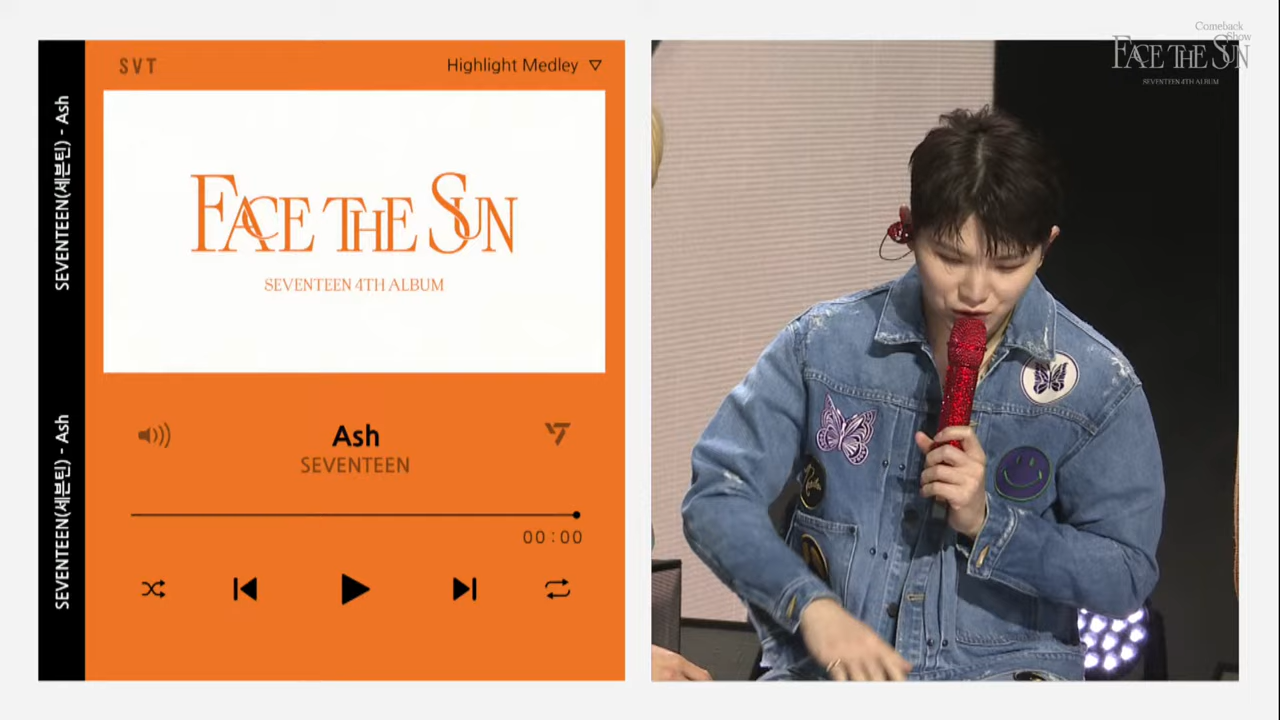 SEVENTEEN(세븐틴) - Ash
SEVENTEEN(세븐틴) - Ash
SVT
Highlight Medley
FACE THE SUN
SEVENTEEN 4TH ALBUM
Ash
SEVENTEEN
00:00
Comeback
Show
FACE THE SUN
SEVENTEEN 4TH ALBUM